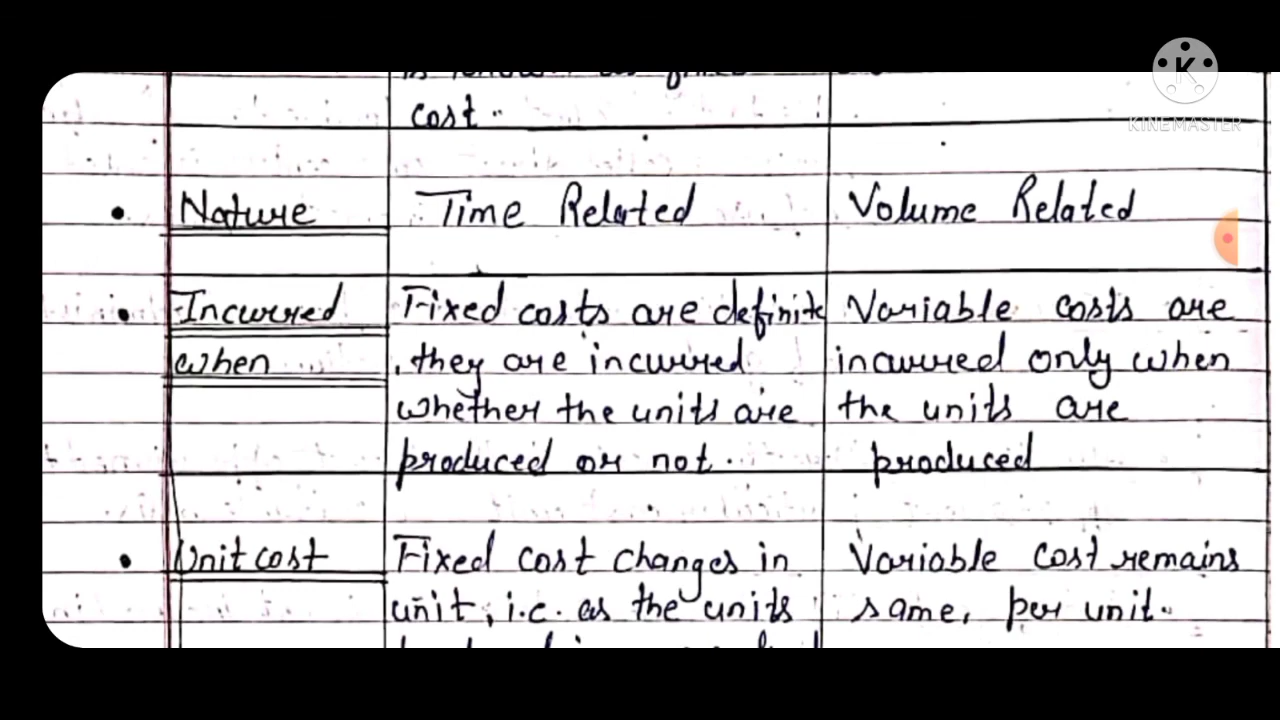 cost.
KINEMASTER
Nature Time Related Volume Related
Incurred Fixed costs are definite Variable costs are
when , they are incurred incurred only when
whether the units are the units are
produced or not. produced
Unit cost Fixed cost changes in Variable cost remains
unit, i.e. as the units same, per unit.